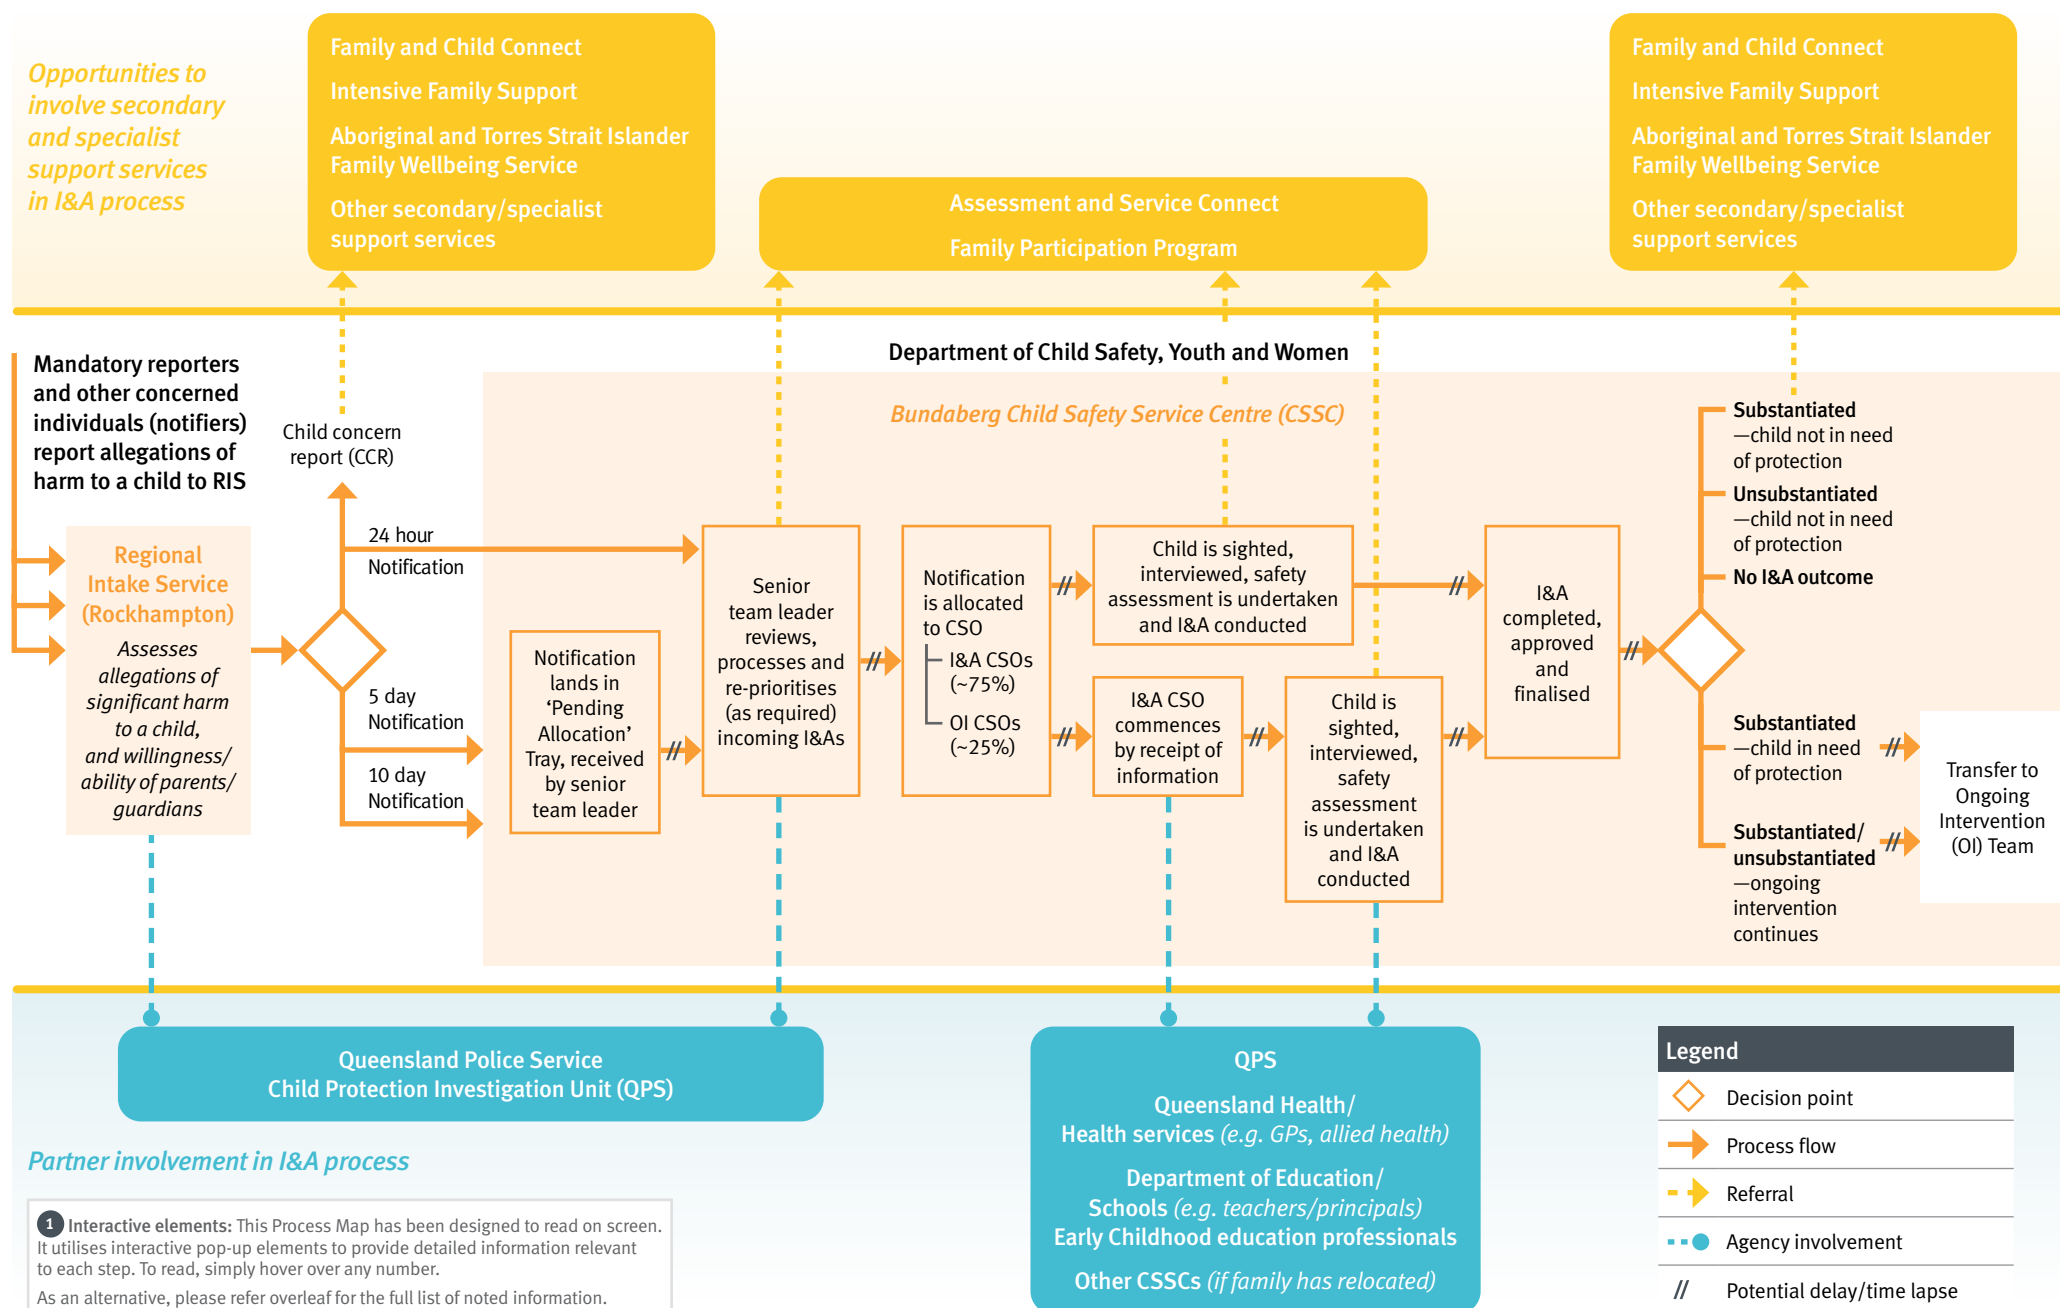 Opportunities to
involve secondary
and specialist
support services
in I&A process
Family and Child Connect
Intensive Family Support
Aboriginal and Torres Strait Islander
Family Wellbeing Service
Other secondary/specialist
support services
Assessment and Service Connect
Family Participation Program
Family and Child Connect
Intensive Family Support
Aboriginal and Torres Strait Islander
Family Wellbeing Service
Other secondary/specialist
support services
Mandatory reporters
and other concerned
individuals (notifiers)
report allegations of
harm to a child to RIS
Regional
Intake Service
(Rockhampton)
Assesses
allegations of
significant harm
to a child,
and willingness/
ability of parents/
guardians
Child concern
report (CCR)
24 hour
Notification
5 day
Notification
10 day
Notification
Department of Child Safety, Youth and Women
Bundaberg Child Safety Service Centre (CSSC)
Notification
lands in
‘Pending
Allocation’
Tray, received
by senior
team leader
Senior
team leader
reviews,
processes and
re-prioritises
(as required)
incoming I&As
Notification
is allocated
to CSO
I&A CSOs
(~75%)
OI CSOs
(~25%)
Child is sighted,
interviewed, safety
assessment is undertaken
and I&A conducted
I&A CSO
commences
by receipt of
information
Child is
sighted,
interviewed,
safety
assessment
is undertaken
and I&A
conducted
I&A
completed,
approved
and
finalised
Substantiated
—child not in need
of protection
Unsubstantiated
—child not in need
of protection
No I&A outcome
Substantiated
—child in need
of protection
Substantiated/
unsubstantiated
—ongoing
intervention
continues
Transfer to
Ongoing
Intervention
(OI) Team
Queensland Police Service
Child Protection Investigation Unit (QPS)
Partner involvement in I&A process
1 Interactive elements: This Process Map has been designed to read on screen.
It utilises interactive pop-up elements to provide detailed information relevant
to each step. To read, simply hover over any number.
As an alternative, please refer overleaf for the full list of noted information.
QPS
Queensland Health/
Health services (e.g. GPs, allied health)
Department of Education/
Schools (e.g. teachers/principals)
Early Childhood education professionals
Other CSSCs (if family has relocated)
Legend
Decision point
Process flow
Referral
Agency involvement
// Potential delay/time lapse